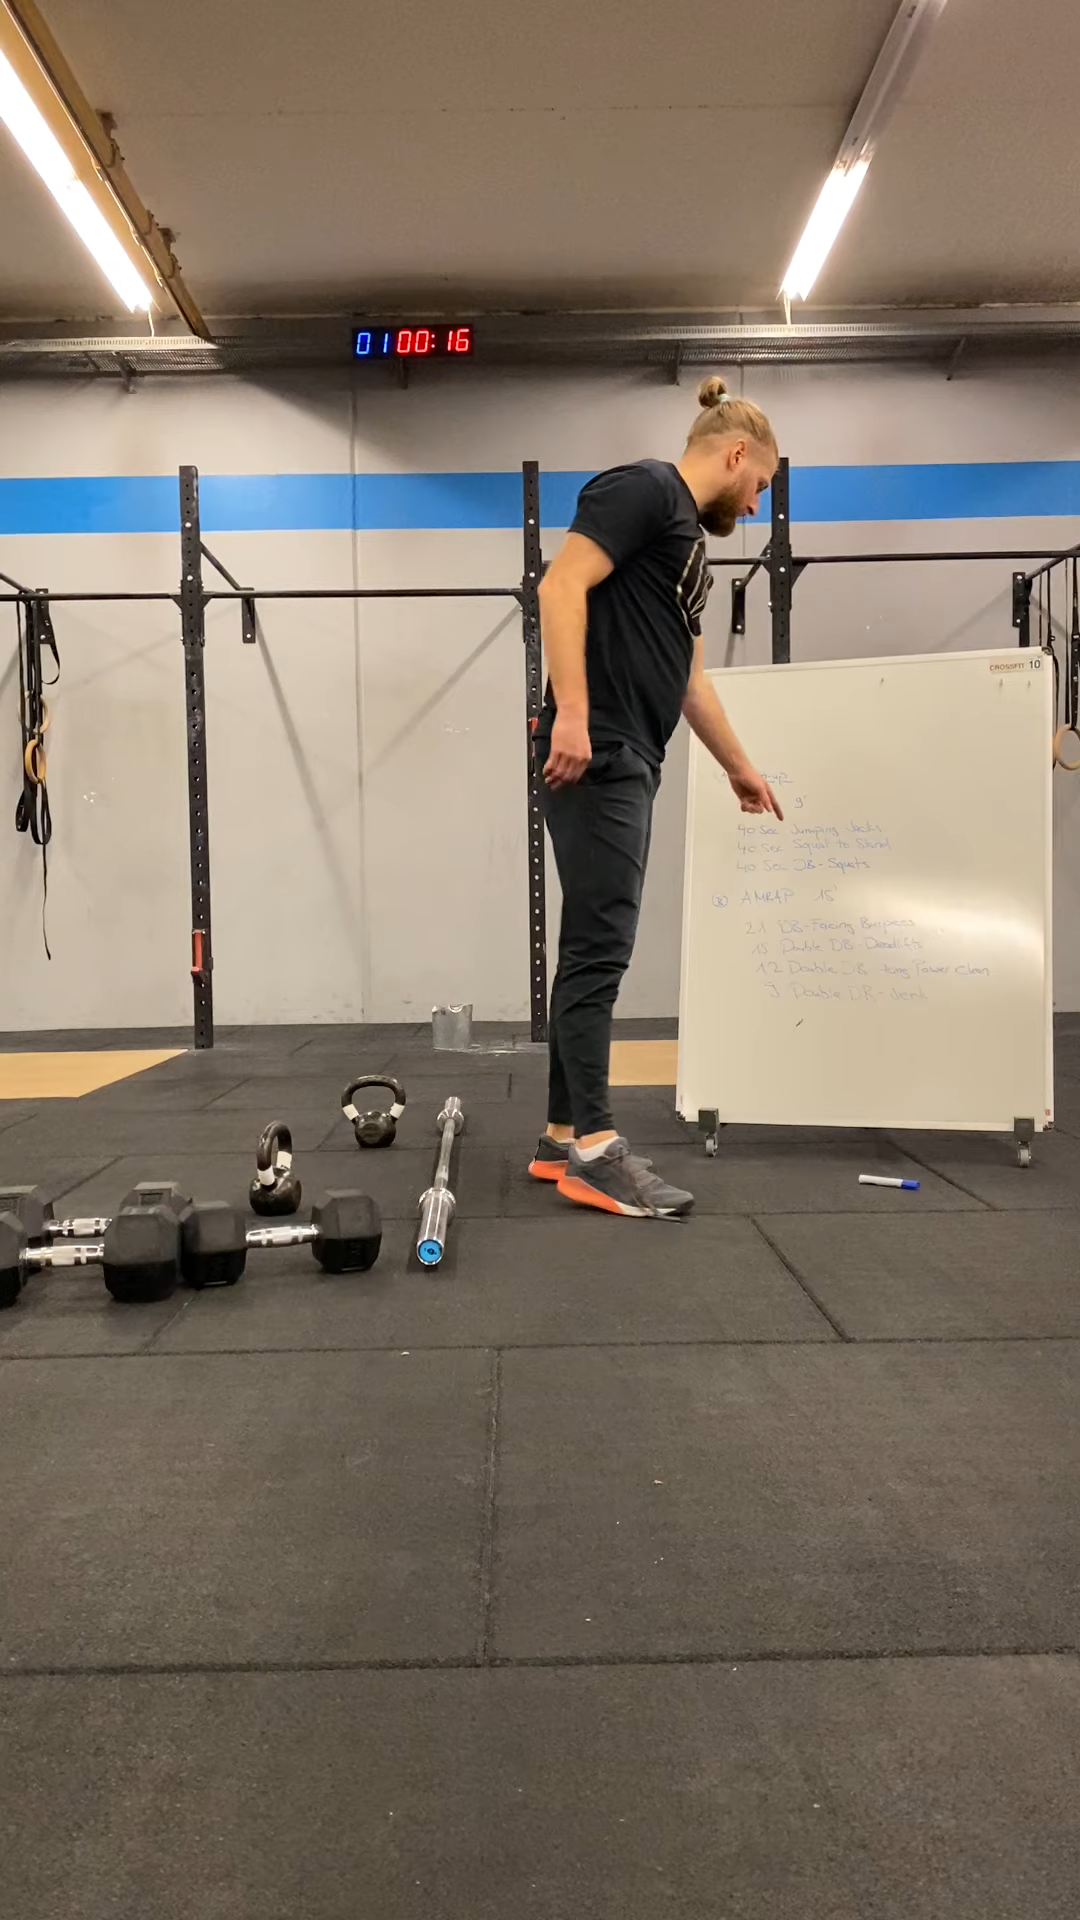 01 00:16
CROSSFIT 10
9'
40 Sec Jumping Jacks
40 Sec Squat to Stand
40 Sec DB-Squats
AMRAP 15'
21 DB-Facing Burpees
15 Double DB-Deadlifts
12 Double DB Hang Power Clean
9 Double DB-Jerk